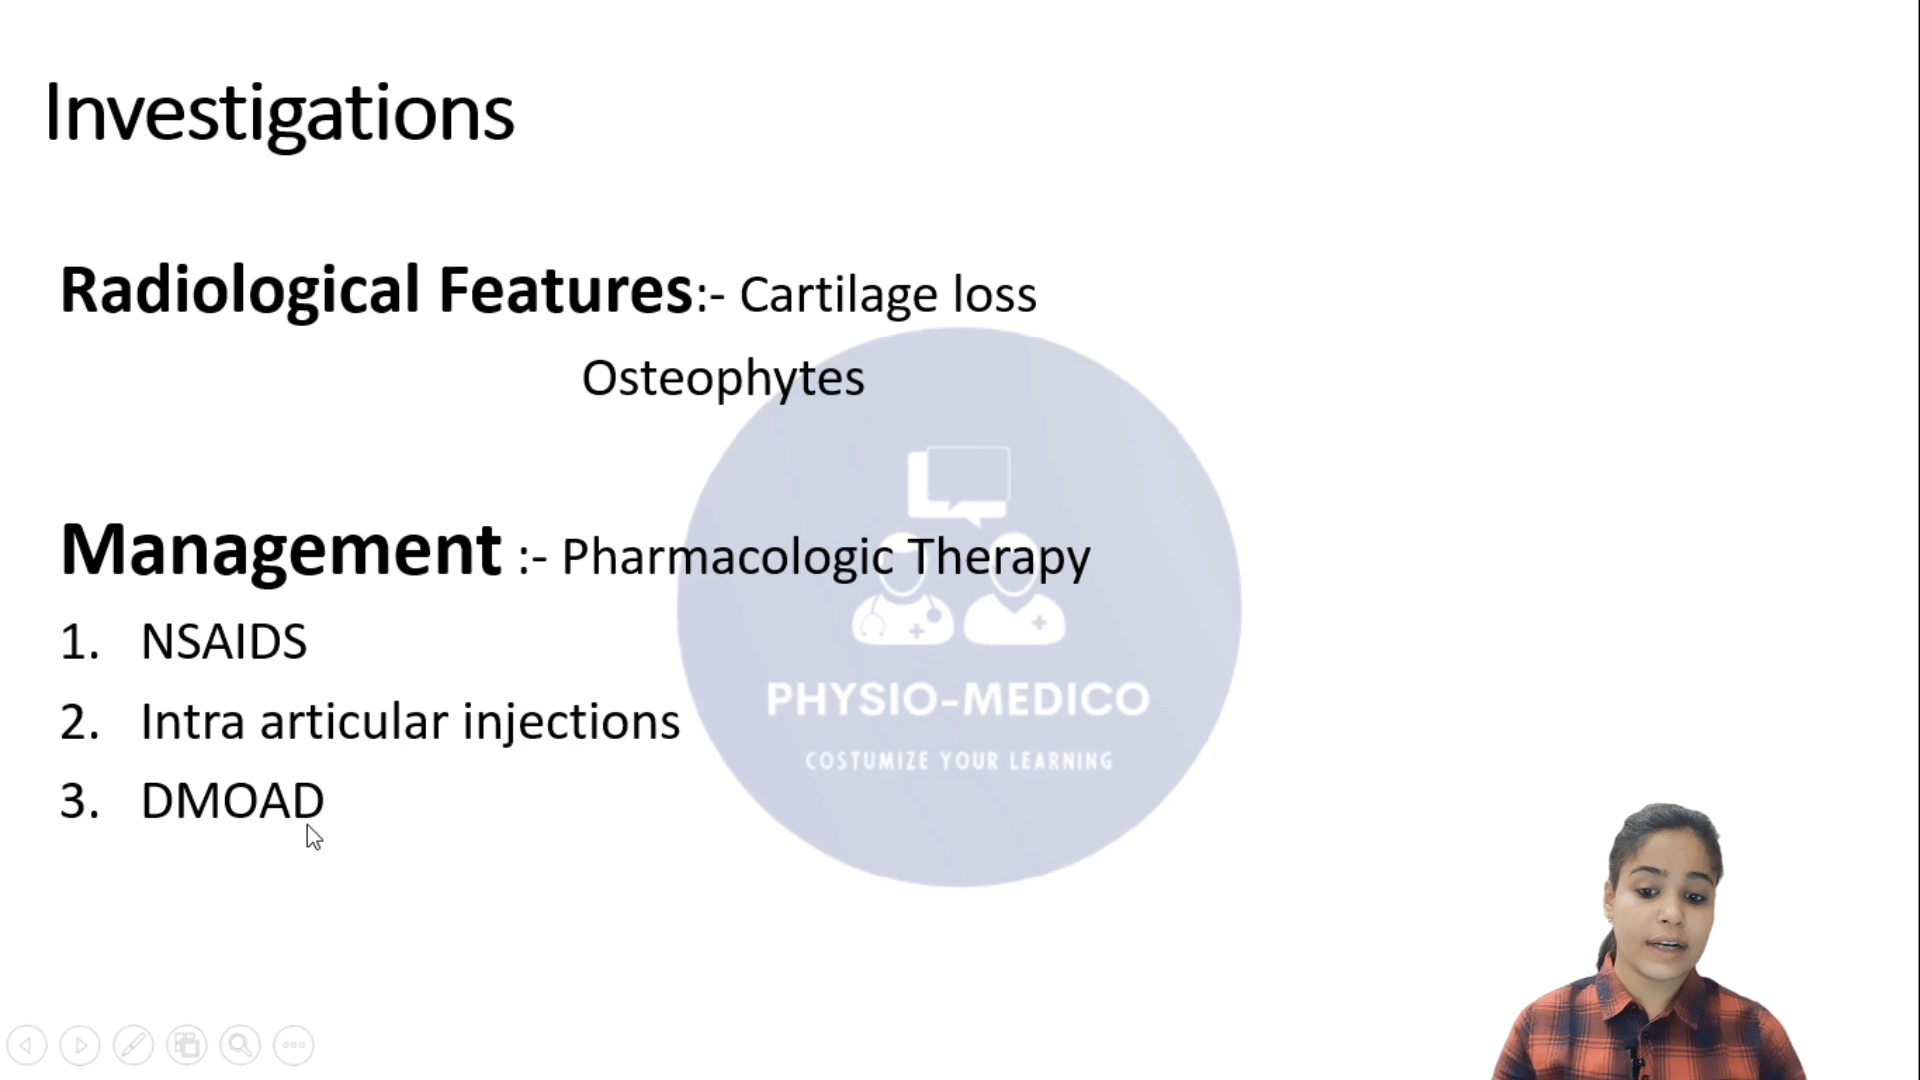 Investigations
Radiological Features:- Cartilage loss
Osteophytes
Management :- Pharmacologic Therapy
1. NSAIDS
2. Intra articular injections
3. DMOAD
PHYSIO-MEDICO
COSTUMIZE YOUR LEARNING